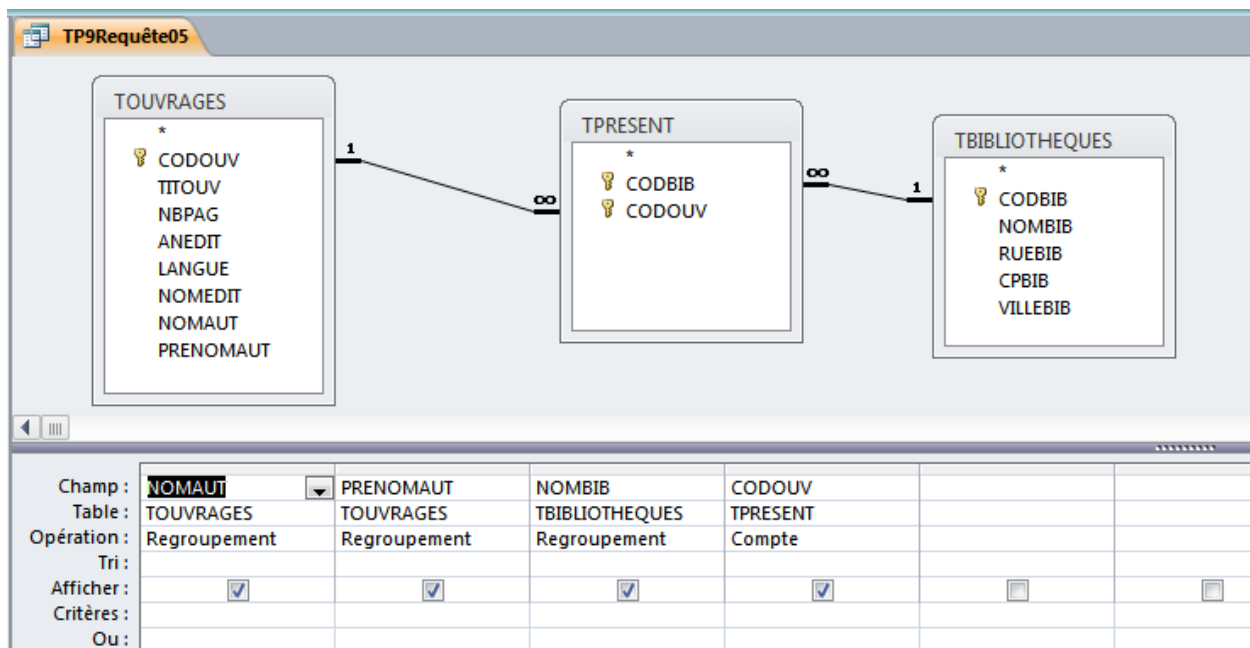 TP9Requête05
TOUVRAGES
*
CODOUV
TITOUV
NBPAG
ANEDIT
LANGUE
NOMEDIT
NOMAUT
PRENOMAUT
1
∞
TPRESENT
*
CODBIB
CODOUV
∞
1
TBIBLIOTHEQUES
*
CODBIB
NOMBIB
RUEBIB
CPBIB
VILLEBIB
Champ : NOMAUT PRENOMAUT NOMBIB CODOUV
Table : TOUVRAGES TOUVRAGES TBIBLIOTHEQUES TPRESENT
Opération : Regroupement Regroupement Regroupement Compte
Tri :
Afficher :
Critères :
Ou :